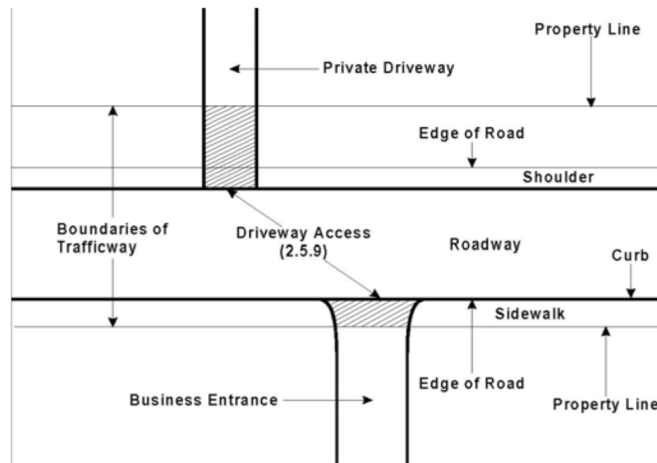 Property Line
Private Driveway
Edge of Road
Shoulder
Boundaries of
Trafficway
Driveway Access
(2.5.9)
Roadway
Curb
Sidewalk
Edge of Road
Business Entrance
Property Line